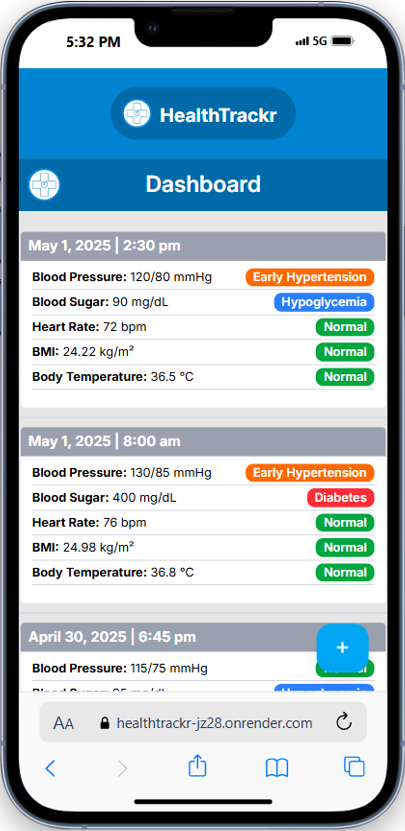 5:32 PM 5G
HealthTrackr
Dashboard
May 1, 2025 | 2:30 pm
Blood Pressure: 120/80 mmHg Early Hypertension
Blood Sugar: 90 mg/dL Hypoglycemia
Heart Rate: 72 bpm Normal
BMI: 24.22 kg/m² Normal
Body Temperature: 36.5 °C Normal
May 1, 2025 | 8:00 am
Blood Pressure: 130/85 mmHg Early Hypertension
Blood Sugar: 400 mg/dL Diabetes
Heart Rate: 76 bpm Normal
BMI: 24.98 kg/m² Normal
Body Temperature: 36.8 °C Normal
April 30, 2025 | 6:45 pm
+
Blood Pressure: 115/75 mmHg
AA healthtrackr-jz28.onrender.com